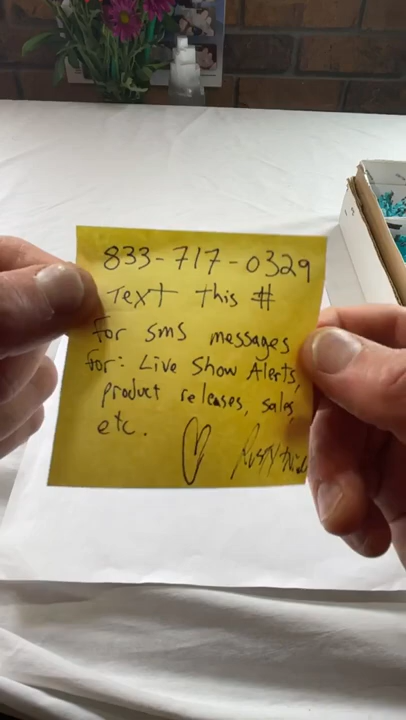 833-717-0329
Text This #
for sms messages
for: Live Show Alerts,
product releases, sales,
etc. ♡